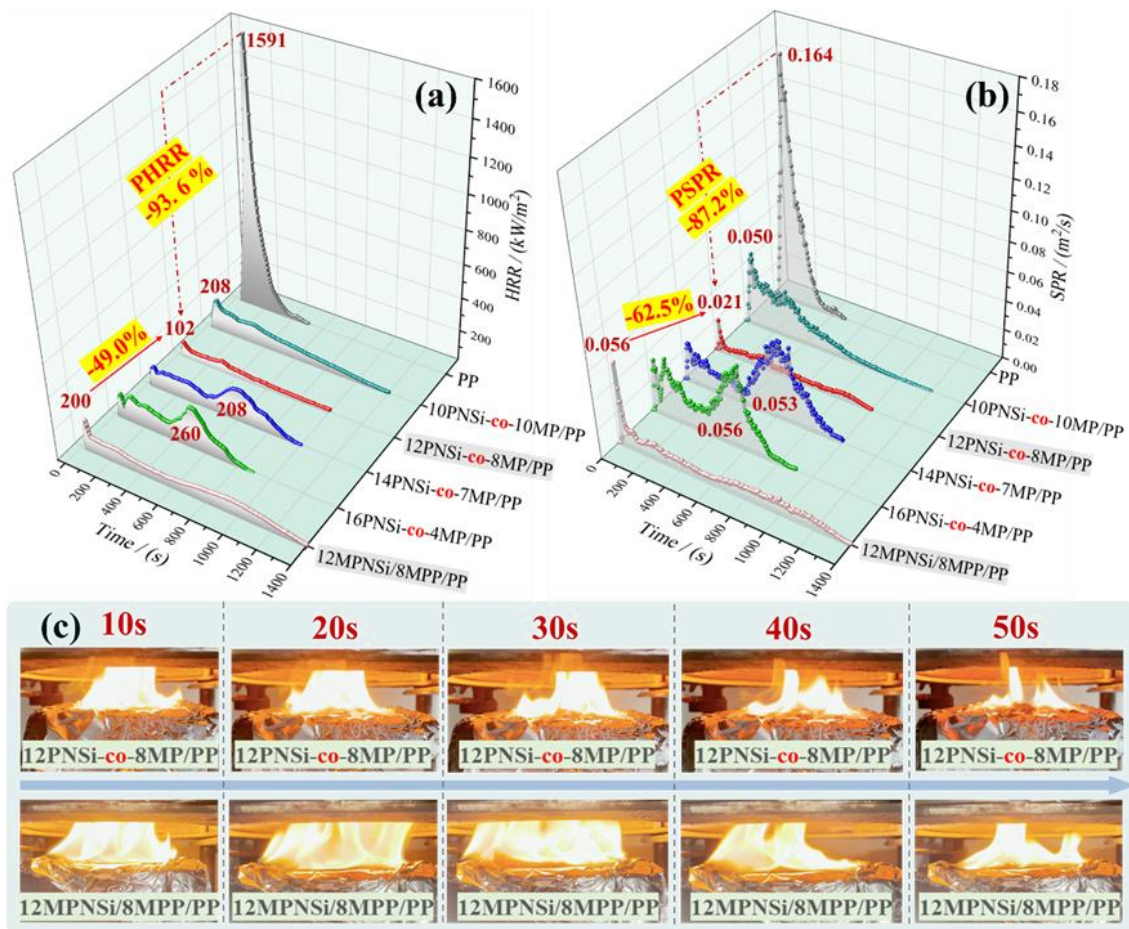 (a)
1591
PHRR
-93.6 %
208
102
-49.0%
200
208
260
1600
1400
1200
1000
800
600
400
200
HRR / (kW/m²)
0
200
400
600
800
1000
1200
1400
Time / (s)
PP
10PNSi-co-10MP/PP
12PNSi-co-8MP/PP
14PNSi-co-7MP/PP
16PNSi-co-4MP/PP
12MPNSi/8MPP/PP
(b)
0.164
PSPR
-87.2%
0.050
0.021
-62.5%
0.056
0.053
0.056
0.18
0.16
0.14
0.12
0.10
0.08
0.06
0.04
0.02
0.00
SPR / (m²/s)
0
200
400
600
800
1000
1200
1400
Time / (s)
PP
10PNSi-co-10MP/PP
12PNSi-co-8MP/PP
14PNSi-co-7MP/PP
16PNSi-co-4MP/PP
12MPNSi/8MPP/PP
(c) 10s 20s 30s 40s 50s
12PNSi-co-8MP/PP 12PNSi-co-8MP/PP 12PNSi-co-8MP/PP 12PNSi-co-8MP/PP 12PNSi-co-8MP/PP
12MPNSi/8MPP/PP 12MPNSi/8MPP/PP 12MPNSi/8MPP/PP 12MPNSi/8MPP/PP 12MPNSi/8MPP/PP